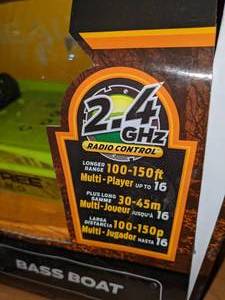 2.4
GHz
RADIO CONTROL
LONGER
RANGE 100-150ft
Multi-Player UP TO 16
PLUS LONG
GAMME 30-45m
Multi-Joueur JUSQU'À 16
LARGA
DISTANCIA 100-150p
Multi-Jugador HASTA 16
BASS BOAT